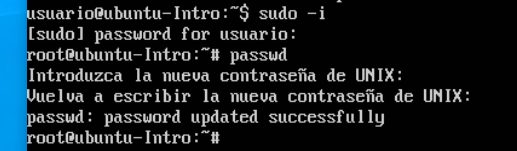 usuario@ubuntu-Intro:~$ sudo -i
[sudo] password for usuario:
root@ubuntu-Intro:~# passwd
Introduzca la nueva contraseña de UNIX:
Vuelva a escribir la nueva contraseña de UNIX:
passwd: password updated successfully
root@ubuntu-Intro:~#